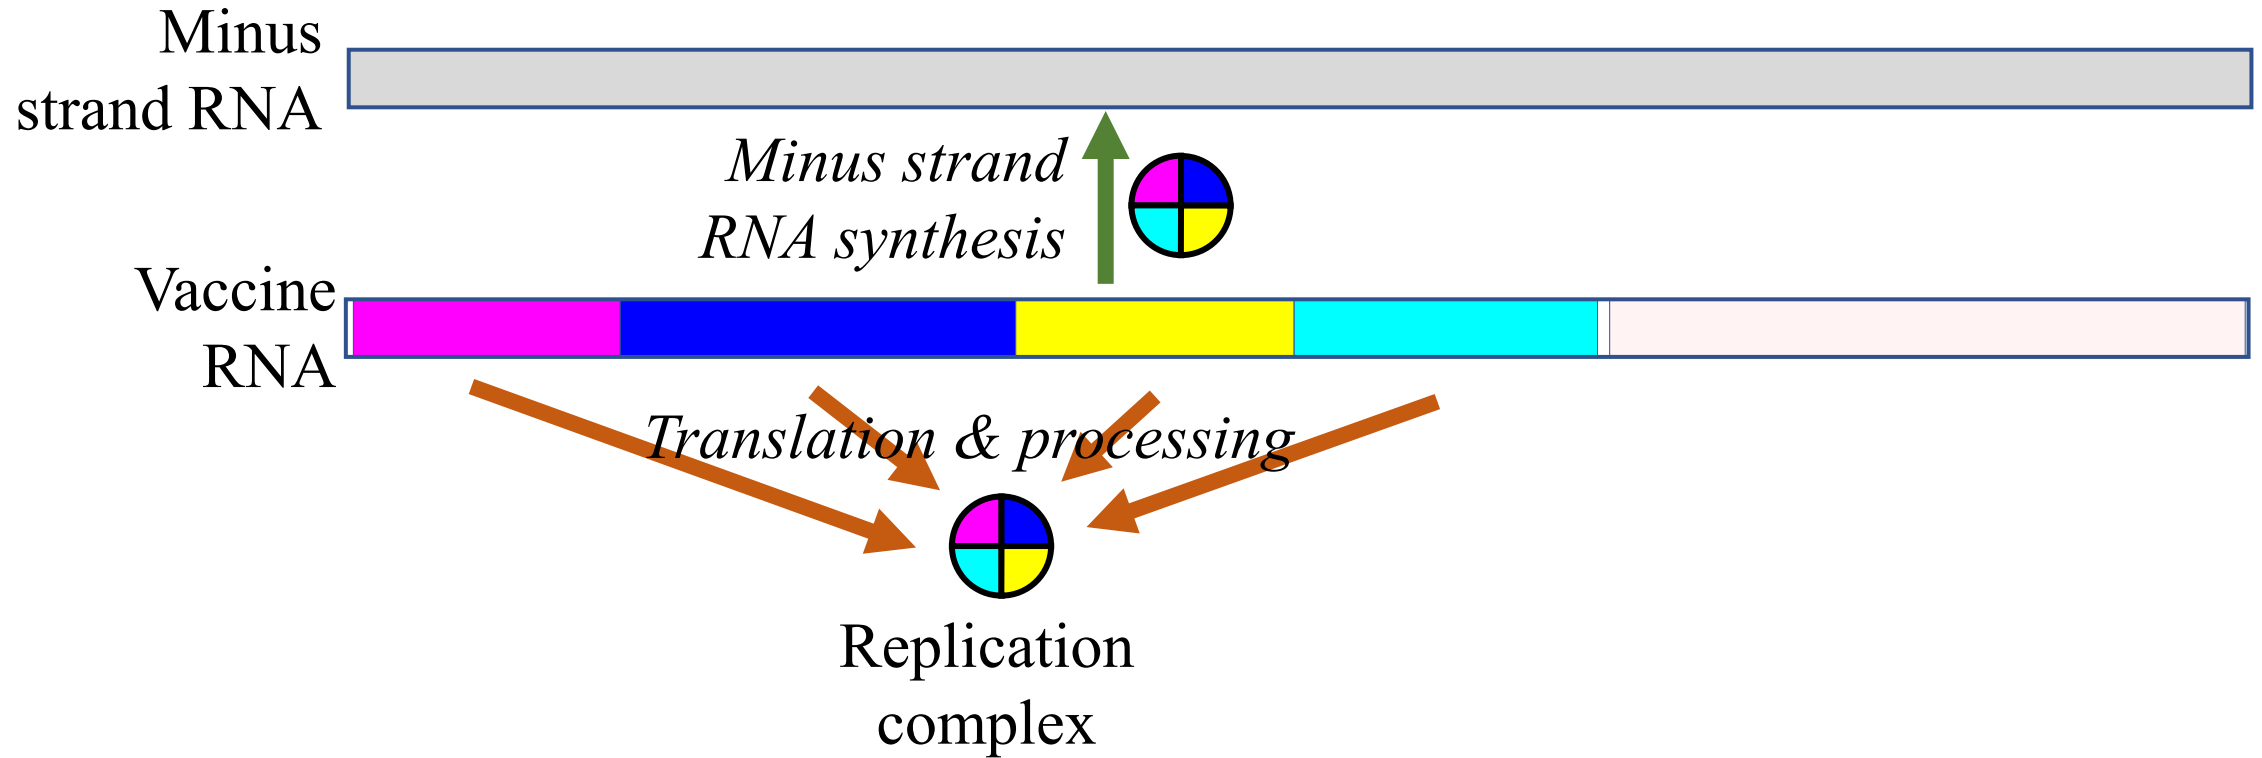 Minus
strand RNA
Minus strand
RNA synthesis
Vaccine
RNA
Translation & processing
Replication
complex